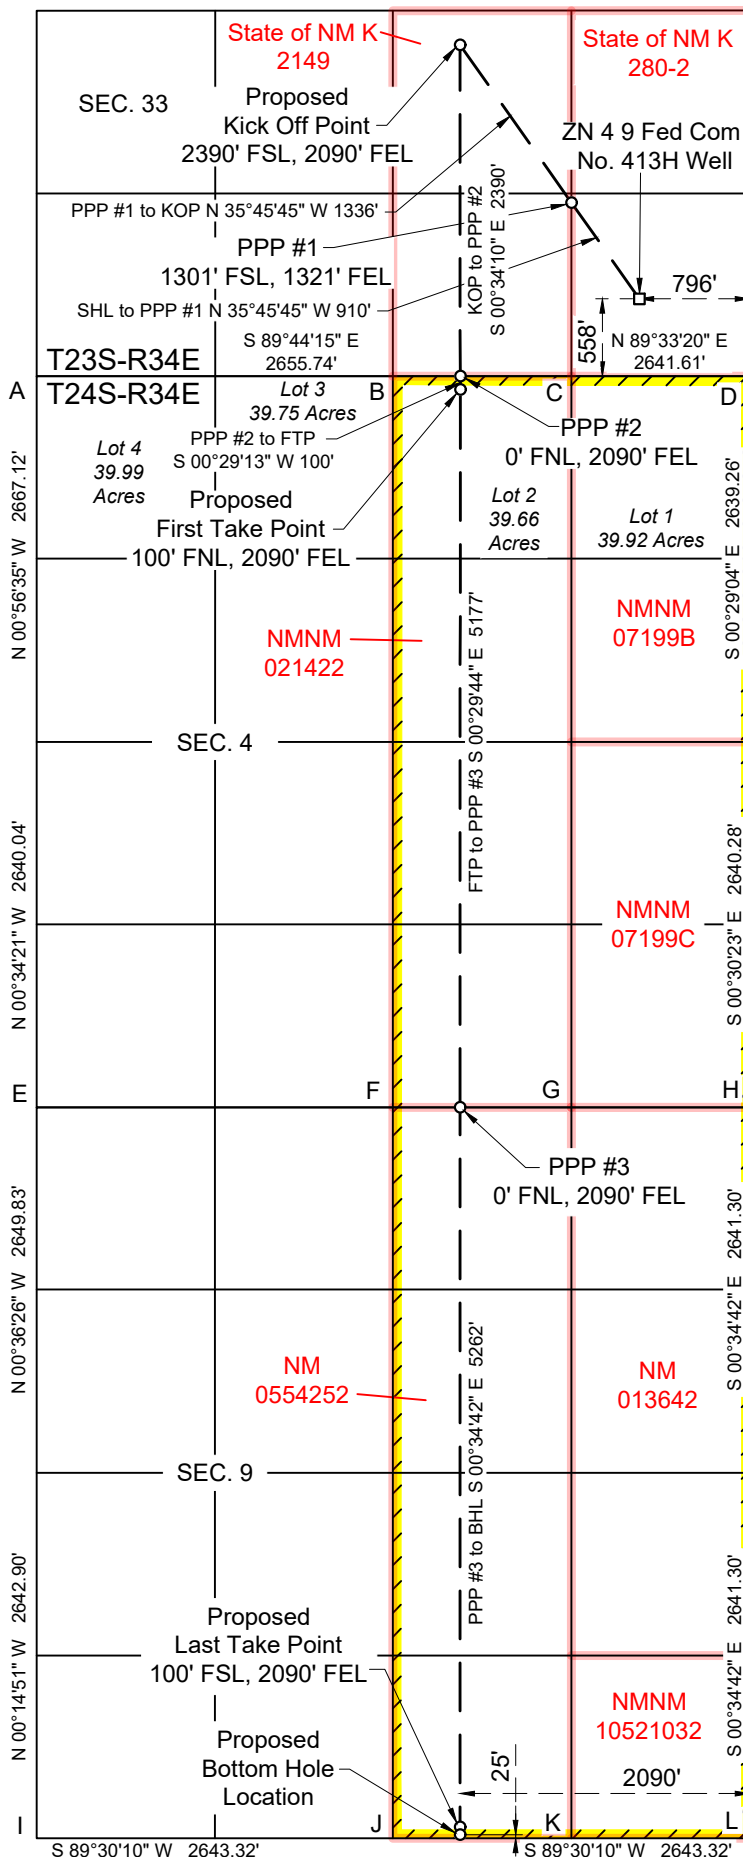 State of NM K
2149
State of NM K
280-2
SEC. 33
Proposed
Kick Off Point
2390' FSL, 2090' FEL
ZN 4 9 Fed Com
No. 413H Well
PPP #1 to KOP N 35°45'45" W 1336'
KOP to PPP #2
S 00°34'10" E 2390'
PPP #1
1301' FSL, 1321' FEL
SHL to PPP #1 N 35°45'45" W 910'
796'
558'
S 89°44'15" E
2655.74'
N 89°33'20" E
2641.61'
T23S-R34E
T24S-R34E
A
B
C
D
Lot 3
39.75 Acres
Lot 4
39.99
Acres
PPP #2 to FTP
S 00°29'13" W 100'
PPP #2
0' FNL, 2090' FEL
Proposed
First Take Point
100' FNL, 2090' FEL
Lot 2
39.66
Acres
Lot 1
39.92 Acres
N 00°56'35" W 2667.12'
S 00°29'04" E 2639.26'
NMNM
021422
NMNM
07199B
FTP to PPP #3 S 00°29'44" E 5177'
SEC. 4
N 00°34'21" W 2640.04'
S 00°30'23" E 2640.28'
NMNM
07199C
E
F
G
H
PPP #3
0' FNL, 2090' FEL
N 00°36'26" W 2649.83'
S 00°34'42" E 2641.30'
NM
0554252
NM
013642
PPP #3 to BHL S 00°34'42" E 5262'
SEC. 9
N 00°14'51" W 2642.90'
S 00°34'42" E 2641.30'
Proposed
Last Take Point
100' FSL, 2090' FEL
NMNM
10521032
Proposed
Bottom Hole
Location
25'
2090'
I
J
K
L
S 89°30'10" W 2643.32'
S 89°30'10" W 2643.32'